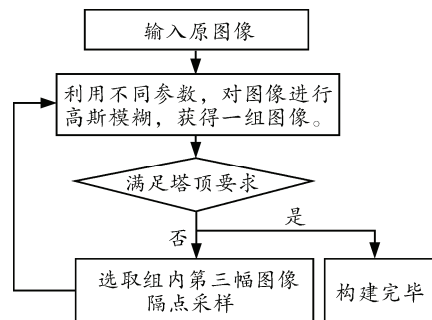 输入原图像
利用不同参数，对图像进行
高斯模糊，获得一组图像。
满足塔顶要求
否
是
选取组内第三幅图像
隔点采样
构建完毕